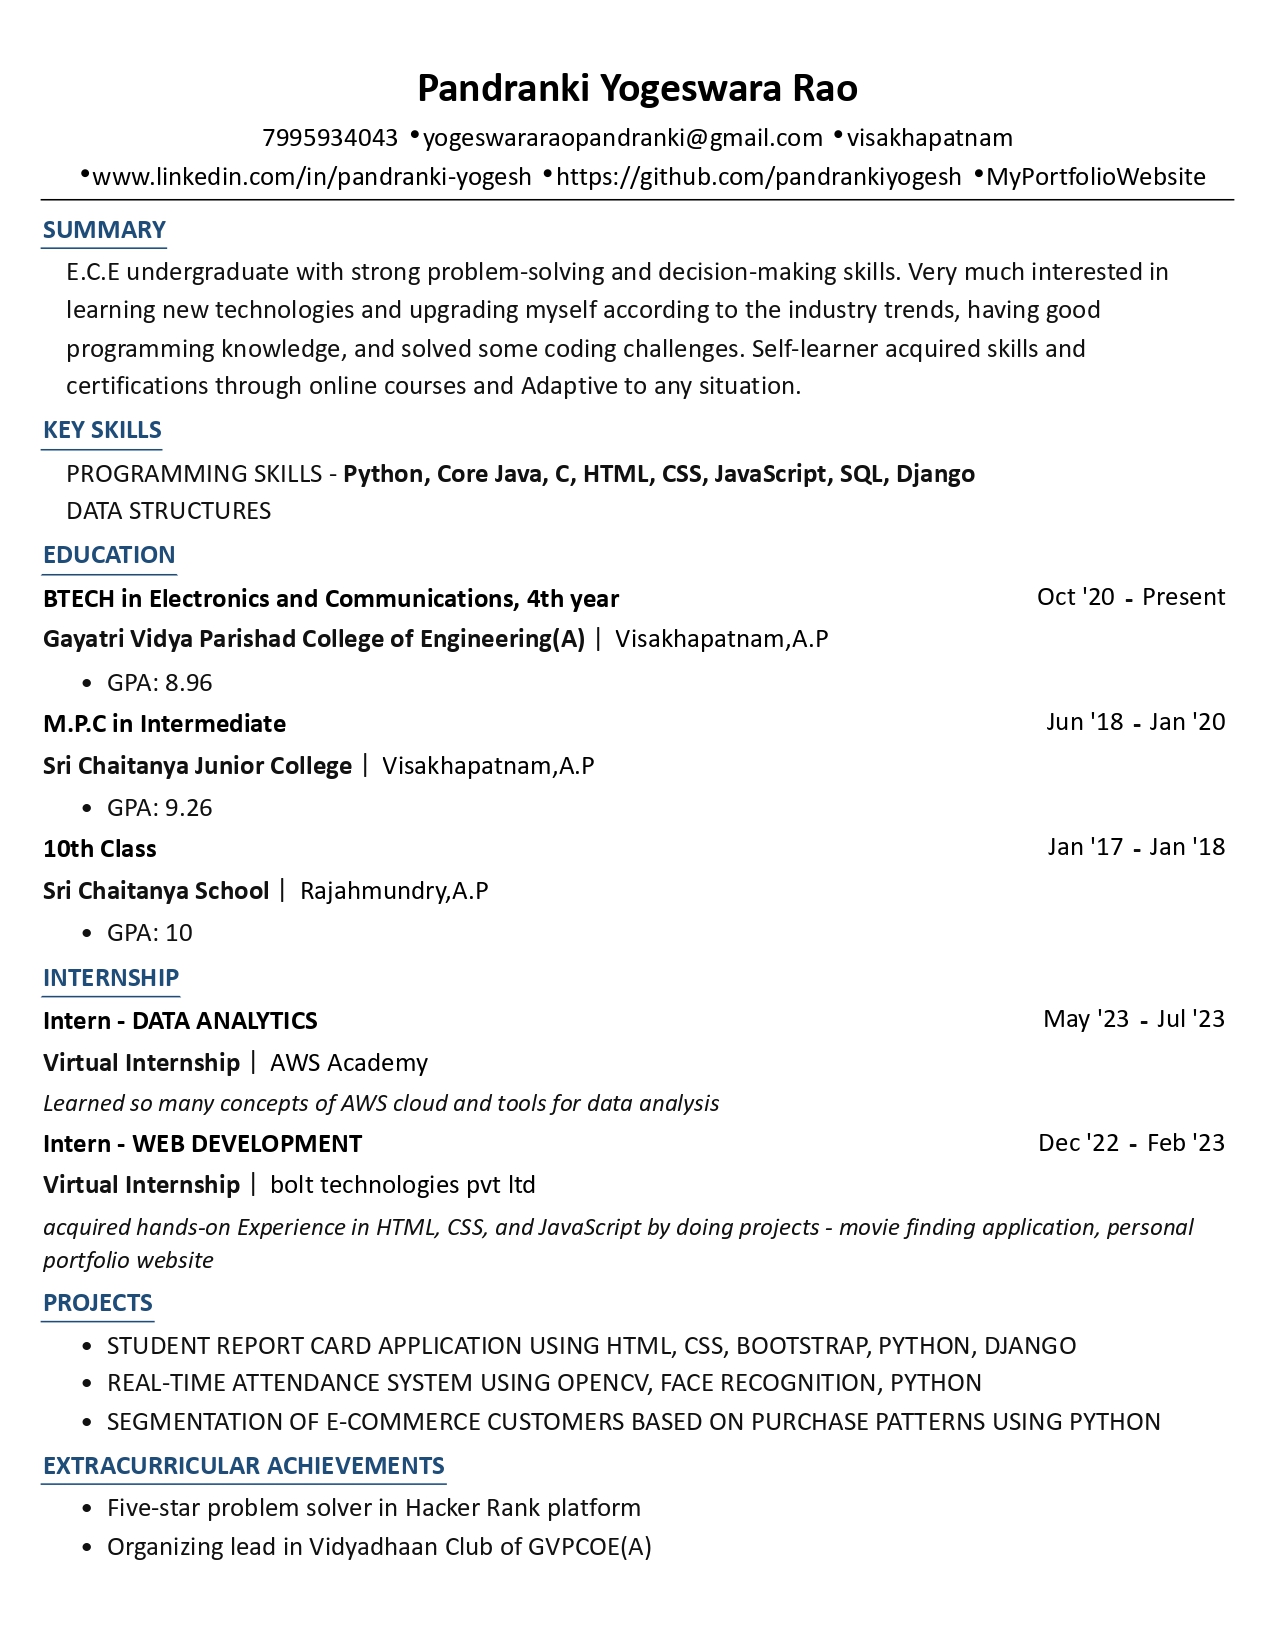 Pandranki Yogeswara Rao
7995934043 •yogeswararaopandranki@gmail.com •visakhapatnam
•www.linkedin.com/in/pandranki-yogesh •https://github.com/pandrankiyogesh •MyPortfolioWebsite
SUMMARY
E.C.E undergraduate with strong problem-solving and decision-making skills. Very much interested in
learning new technologies and upgrading myself according to the industry trends, having good
programming knowledge, and solved some coding challenges. Self-learner acquired skills and
certifications through online courses and Adaptive to any situation.
KEY SKILLS
PROGRAMMING SKILLS - Python, Core Java, C, HTML, CSS, JavaScript, SQL, Django
DATA STRUCTURES
EDUCATION
BTECH in Electronics and Communications, 4th year Oct '20 - Present
Gayatri Vidya Parishad College of Engineering(A) | Visakhapatnam,A.P
• GPA: 8.96
M.P.C in Intermediate Jun '18 - Jan '20
Sri Chaitanya Junior College | Visakhapatnam,A.P
• GPA: 9.26
10th Class Jan '17 - Jan '18
Sri Chaitanya School | Rajahmundry,A.P
• GPA: 10
INTERNSHIP
Intern - DATA ANALYTICS May '23 - Jul '23
Virtual Internship | AWS Academy
Learned so many concepts of AWS cloud and tools for data analysis
Intern - WEB DEVELOPMENT Dec '22 - Feb '23
Virtual Internship | bolt technologies pvt ltd
acquired hands-on Experience in HTML, CSS, and JavaScript by doing projects - movie finding application, personal
portfolio website
PROJECTS
• STUDENT REPORT CARD APPLICATION USING HTML, CSS, BOOTSTRAP, PYTHON, DJANGO
• REAL-TIME ATTENDANCE SYSTEM USING OPENCV, FACE RECOGNITION, PYTHON
• SEGMENTATION OF E-COMMERCE CUSTOMERS BASED ON PURCHASE PATTERNS USING PYTHON
EXTRACURRICULAR ACHIEVEMENTS
• Five-star problem solver in Hacker Rank platform
• Organizing lead in Vidyadhaan Club of GVPCOE(A)